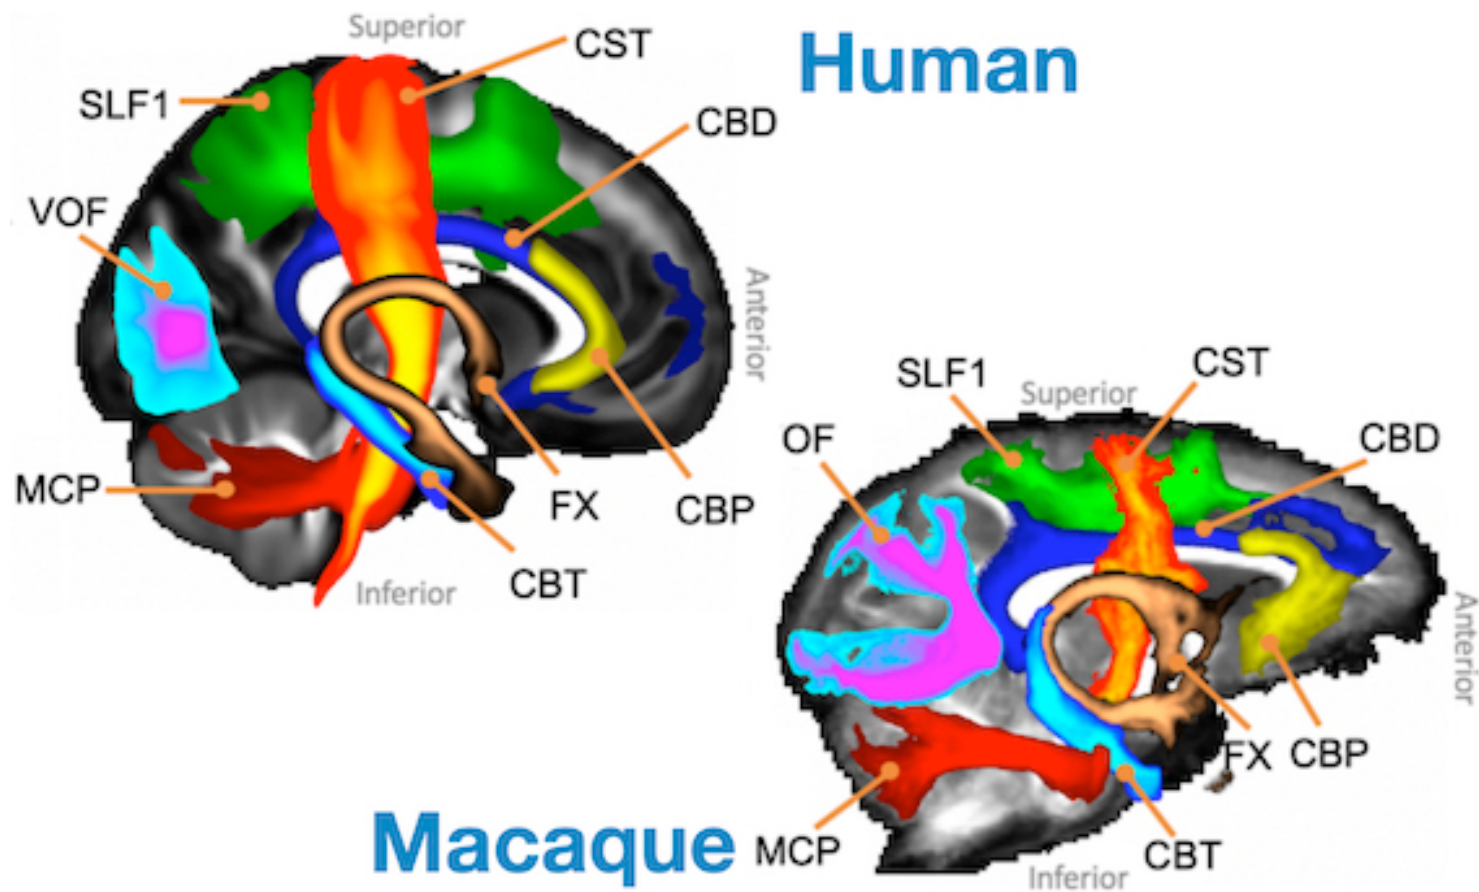 Superior
CST
Human
SLF1
CBD
VOF
Anterior
MCP
FX
CBP
CBT
Inferior
SLF1
CST
Superior
OF
CBD
Anterior
FX
CBP
MCP
CBT
Macaque
Inferior